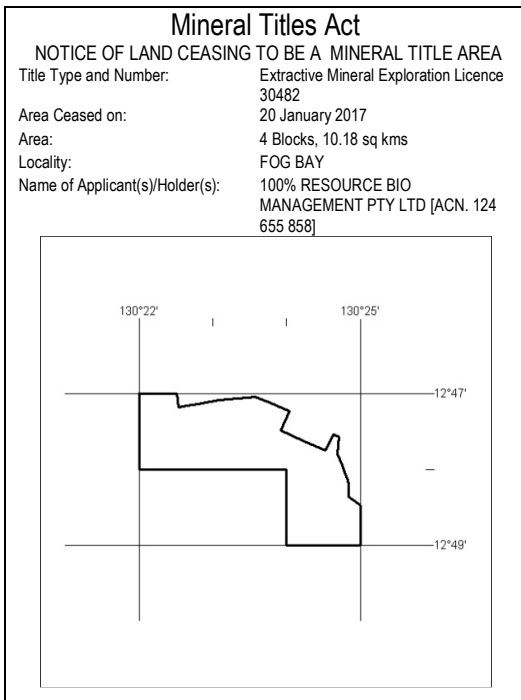 Mineral Titles Act
NOTICE OF LAND CEASING TO BE A MINERAL TITLE AREA
Title Type and Number: Extractive Mineral Exploration Licence
30482
Area Ceased on: 20 January 2017
Area: 4 Blocks, 10.18 sq kms
Locality: FOG BAY
Name of Applicant(s)/Holder(s): 100% RESOURCE BIO
MANAGEMENT PTY LTD [ACN. 124
655 858]
130°22' 130°25'
12°47'
12°49'